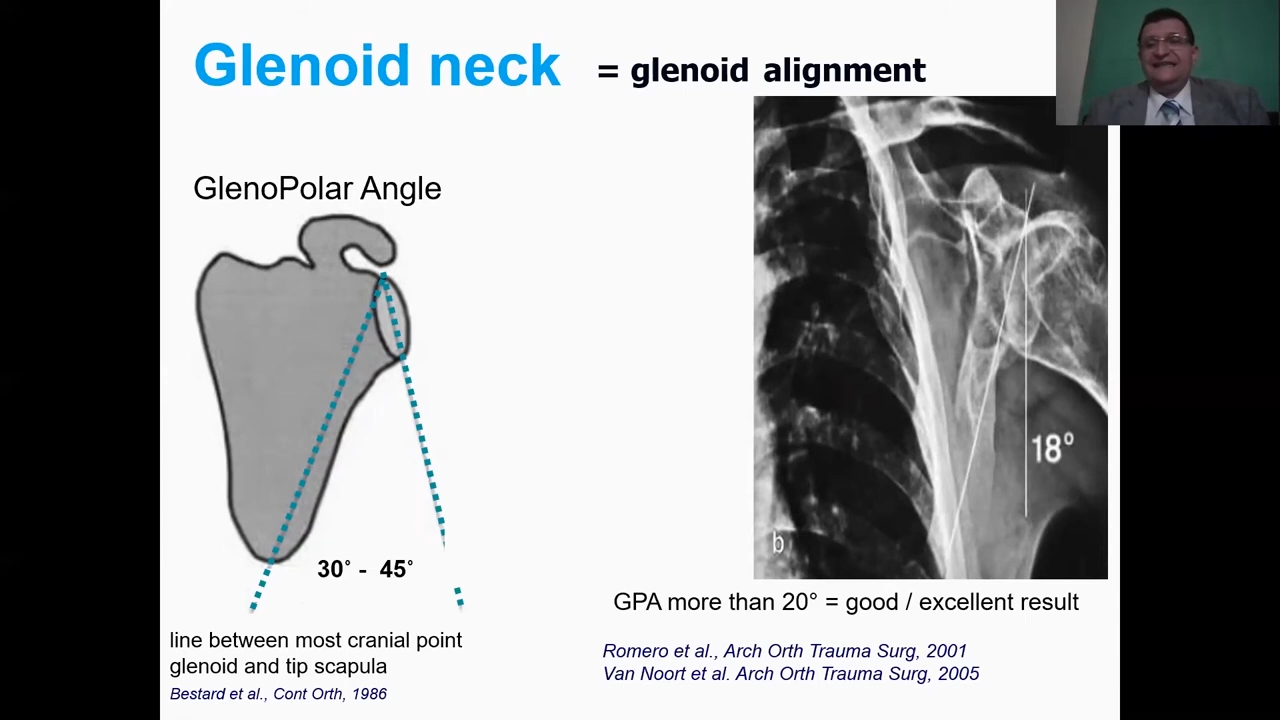 Glenoid neck = glenoid alignment
GlenoPolar Angle
18°
b
30° - 45°
GPA more than 20° = good / excellent result
line between most cranial point
glenoid and tip scapula
Bestard et al., Cont Orth, 1986
Romero et al., Arch Orth Trauma Surg, 2001
Van Noort et al. Arch Orth Trauma Surg, 2005